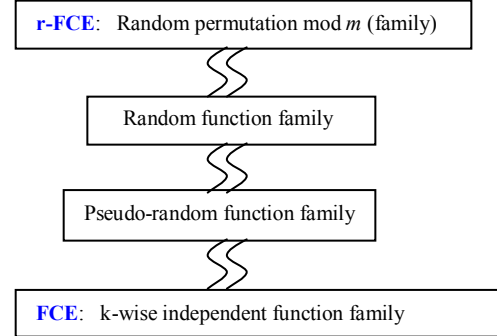 r-FCE: Random permutation mod m (family)
Random function family
Pseudo-random function family
FCE: k-wise independent function family